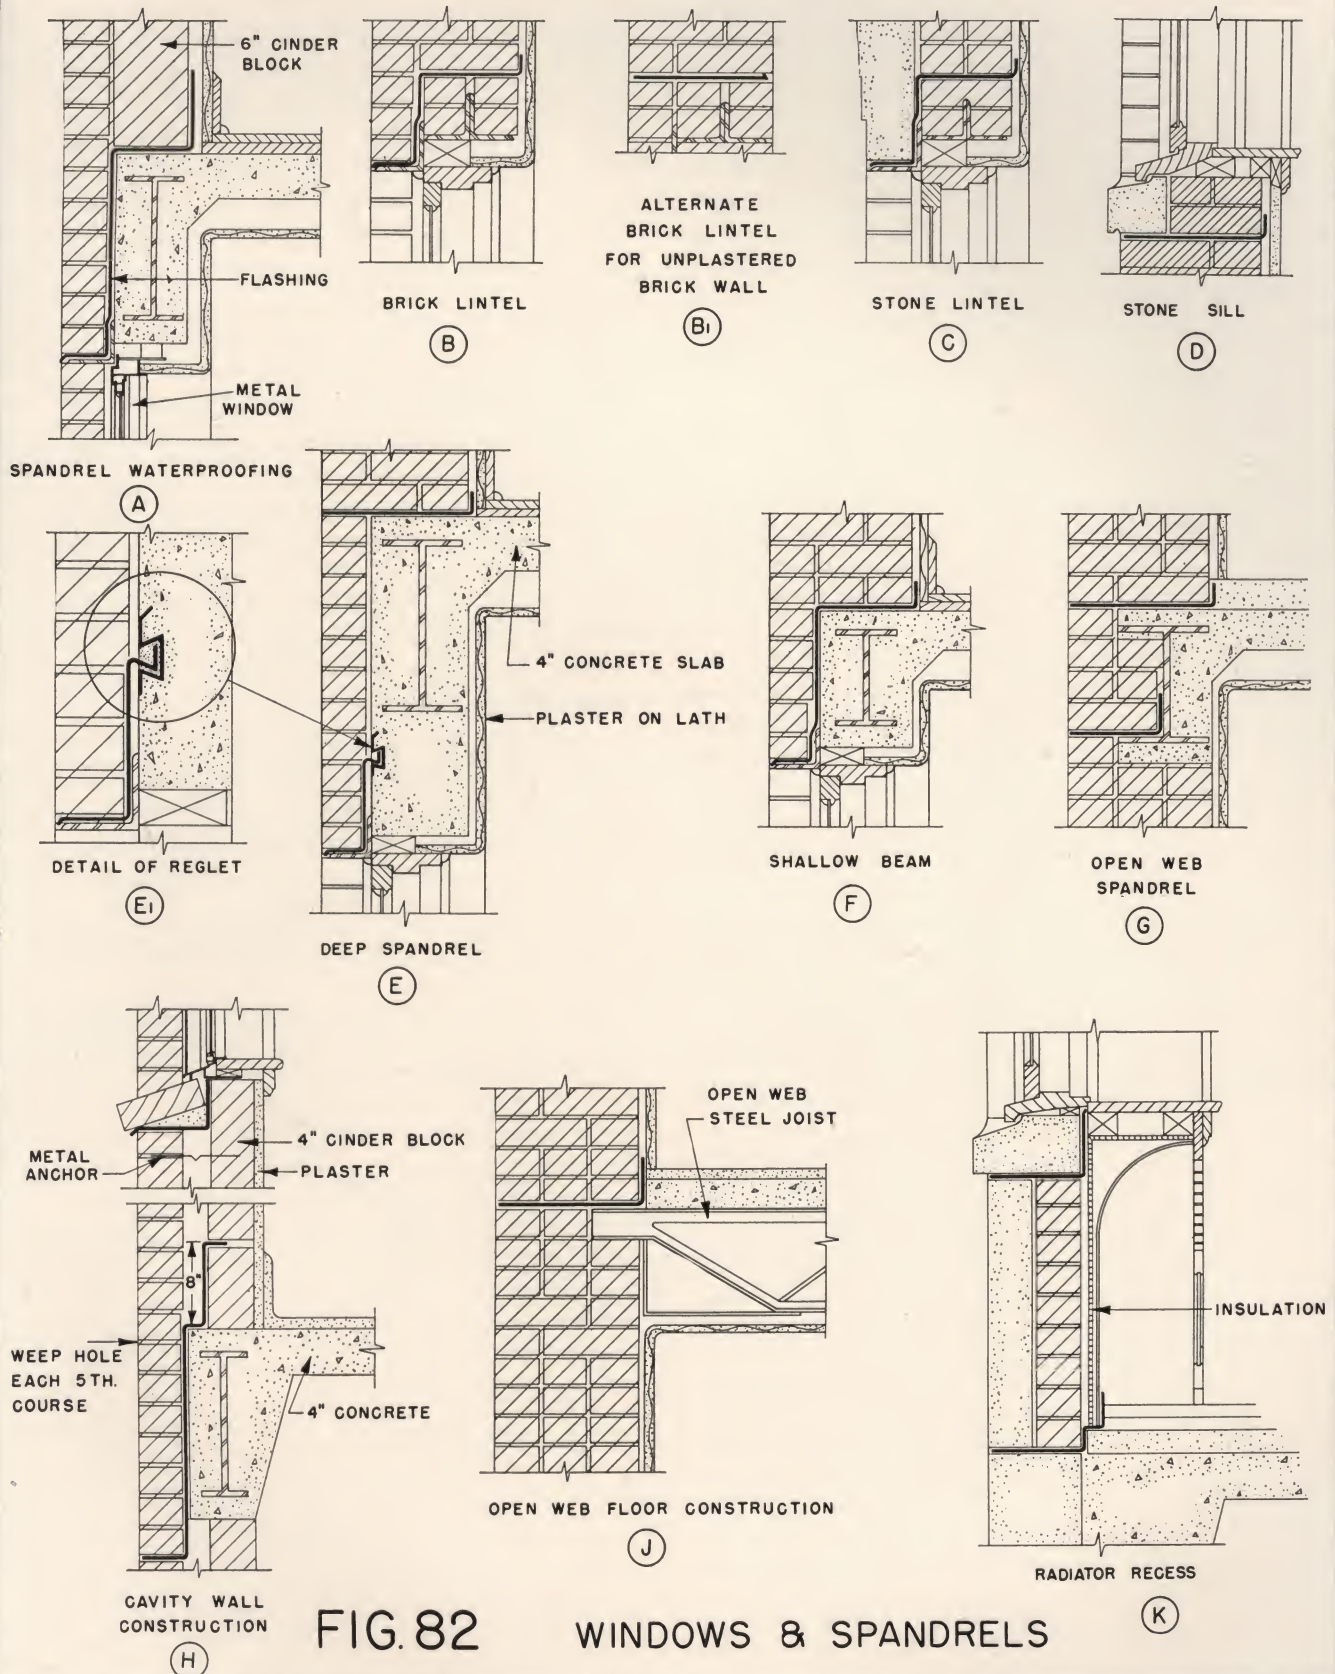 6" CINDER
BLOCK
FLASHING
METAL
WINDOW
SPANDREL WATERPROOFING
A
BRICK LINTEL
B
ALTERNATE
BRICK LINTEL
FOR UNPLASTERED
BRICK WALL
B1
STONE LINTEL
C
STONE SILL
D
DETAIL OF REGLET
E1
4" CONCRETE SLAB
PLASTER ON LATH
DEEP SPANDREL
E
SHALLOW BEAM
F
OPEN WEB
SPANDREL
G
4" CINDER BLOCK
METAL
ANCHOR
PLASTER
8"
WEEP HOLE
EACH 5TH.
COURSE
4" CONCRETE
CAVITY WALL
CONSTRUCTION
H
OPEN WEB
STEEL JOIST
OPEN WEB FLOOR CONSTRUCTION
J
INSULATION
RADIATOR RECESS
K
FIG. 82 WINDOWS & SPANDRELS